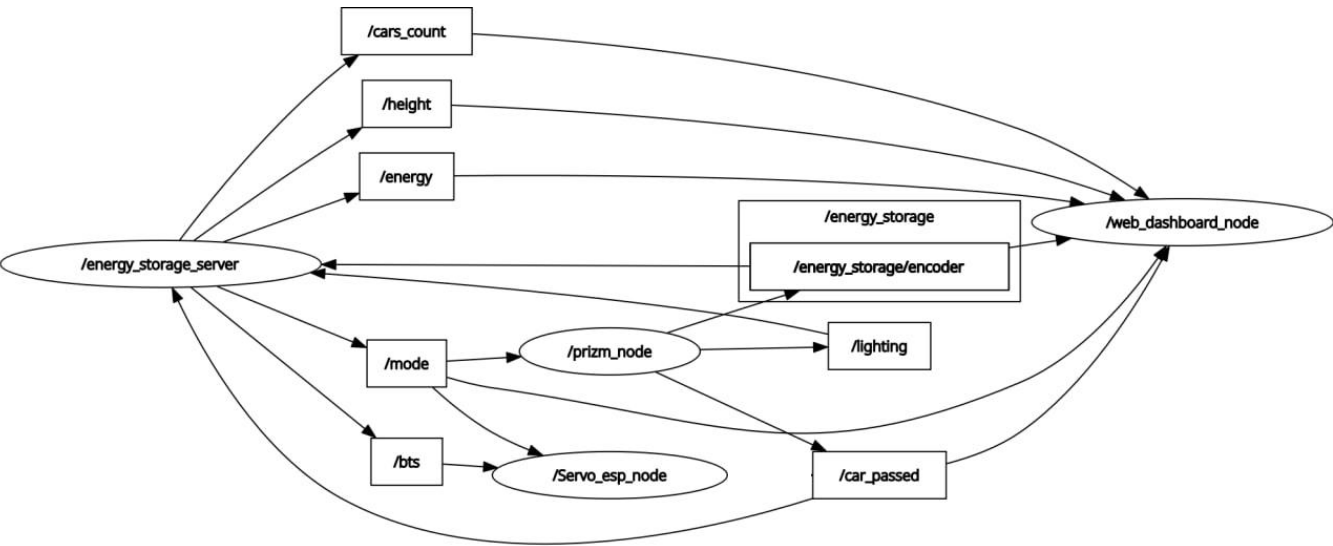 /cars_count
/height
/energy
/energy_storage
/web_dashboard_node
/energy_storage_server
/energy_storage/encoder
/prizm_node
/lighting
/mode
/bts
/Servo_esp_node
/car_passed